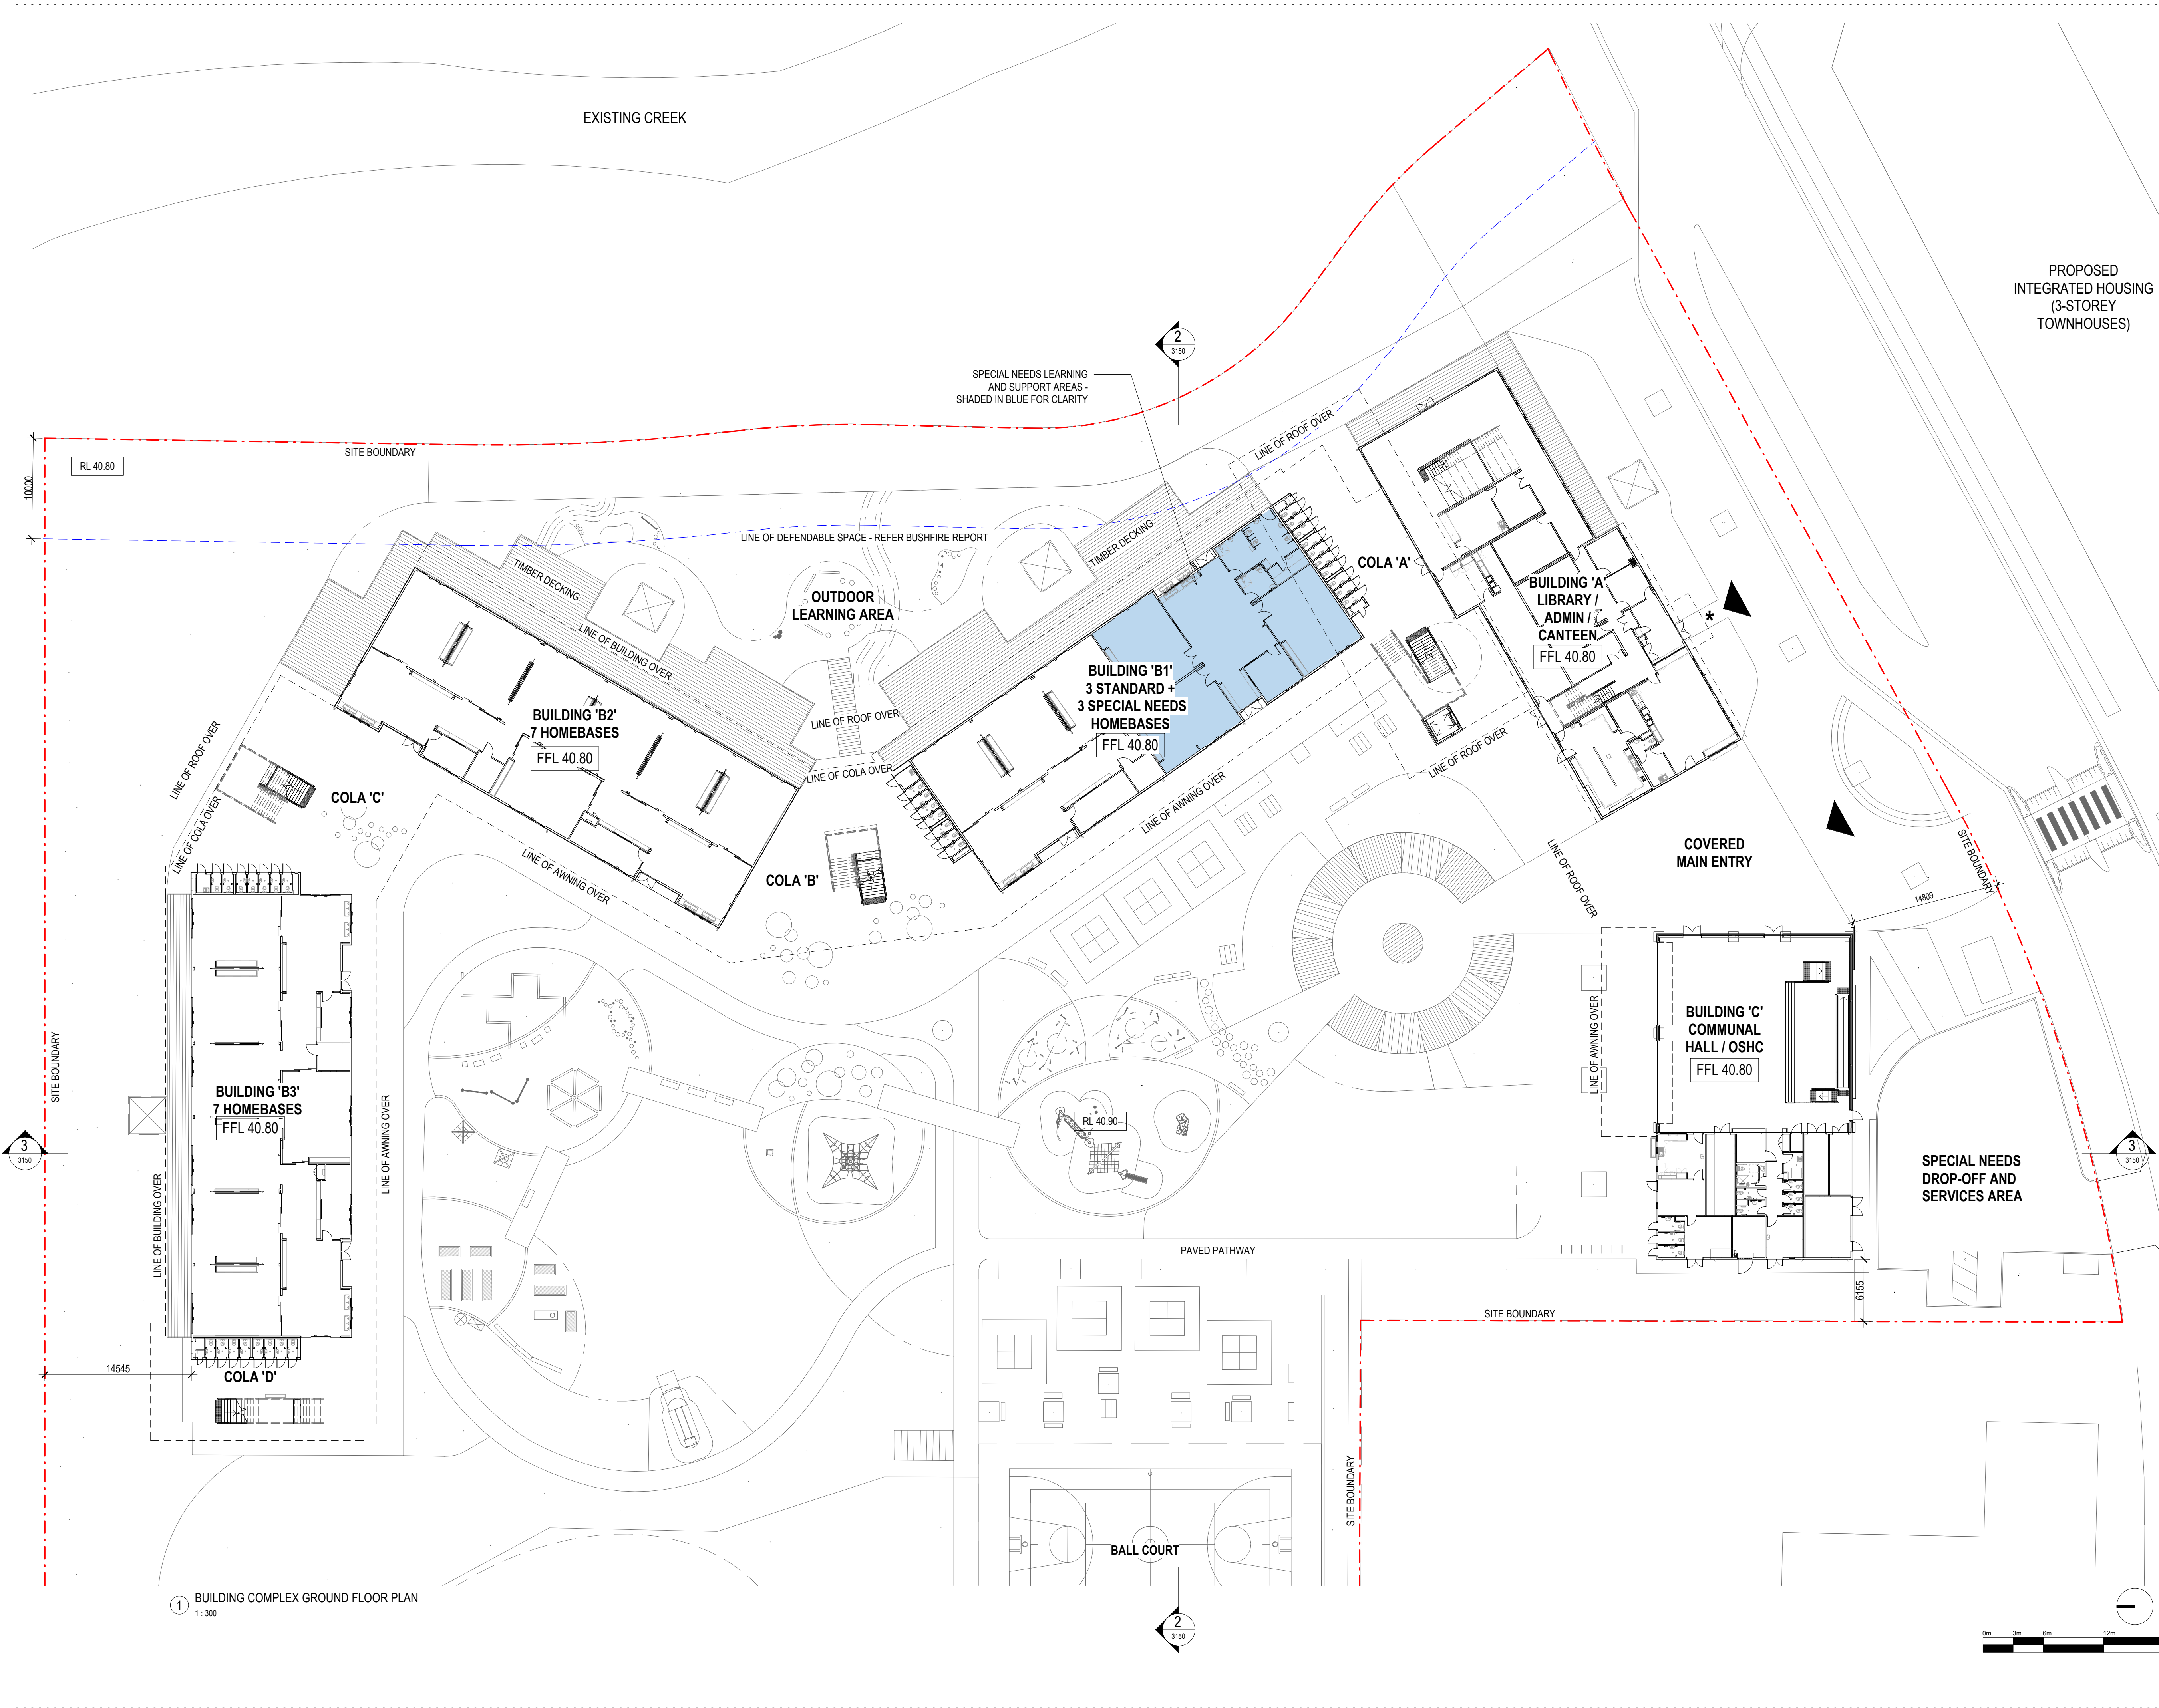 EXISTING CREEK
PROPOSED
INTEGRATED HOUSING
(3-STOREY
TOWNHOUSES)
2
3150
SPECIAL NEEDS LEARNING
AND SUPPORT AREAS -
SHADED IN BLUE FOR CLARITY
LINE OF ROOF OVER
SITE BOUNDARY
RL 40.80
10000
LINE OF DEFENDABLE SPACE - REFER BUSHFIRE REPORT
TIMBER DECKING
TIMBER DECKING
COLA 'A'
OUTDOOR
LEARNING AREA
BUILDING 'A'
LIBRARY /
ADMIN /
CANTEEN
FFL 40.80
*
LINE OF BUILDING OVER
BUILDING 'B1'
3 STANDARD +
3 SPECIAL NEEDS
HOMEBASES
FFL 40.80
BUILDING 'B2'
7 HOMEBASES
FFL 40.80
LINE OF ROOF OVER
LINE OF COLA OVER
LINE OF ROOF OVER
LINE OF AWNING OVER
LINE OF ROOF OVER
LINE OF COLA OVER
COLA 'C'
LINE OF AWNING OVER
COLA 'B'
LINE OF ROOF OVER
COVERED
MAIN ENTRY
SITE BOUNDARY
14809
BUILDING 'C'
COMMUNAL
HALL / OSHC
FFL 40.80
LINE OF AWNING OVER
SITE BOUNDARY
BUILDING 'B3'
7 HOMEBASES
FFL 40.80
LINE OF AWNING OVER
LINE OF BUILDING OVER
RL 40.90
3
3150
3
3150
SPECIAL NEEDS
DROP-OFF AND
SERVICES AREA
PAVED PATHWAY
6155
SITE BOUNDARY
14545
COLA 'D'
SITE BOUNDARY
BALL COURT
1
BUILDING COMPLEX GROUND FLOOR PLAN
1 : 300
2
3150
0m 3m 6m 12m